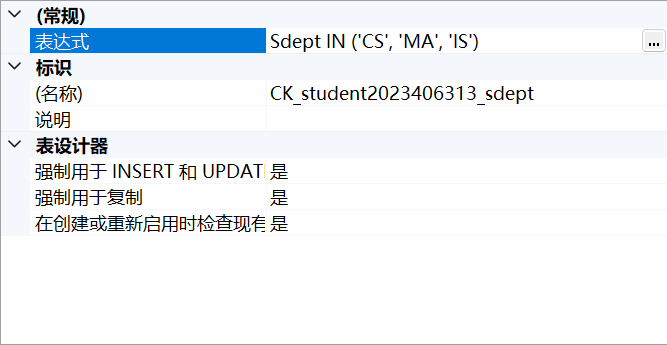 (常规)
表达式 Sdept IN ('CS', 'MA', 'IS') ...
标识
(名称) CK_student2023406313_sdept
说明
表设计器
强制用于 INSERT 和 UPDATI 是
强制用于复制 是
在创建或重新启用时检查现有 是